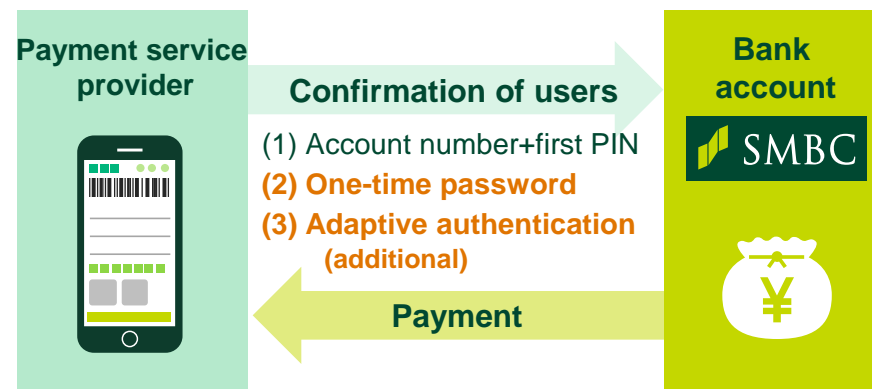 Payment service
provider
Confirmation of users
(1) Account number+first PIN
(2) One-time password
(3) Adaptive authentication
(additional)
Payment
Bank
account
SMBC
¥